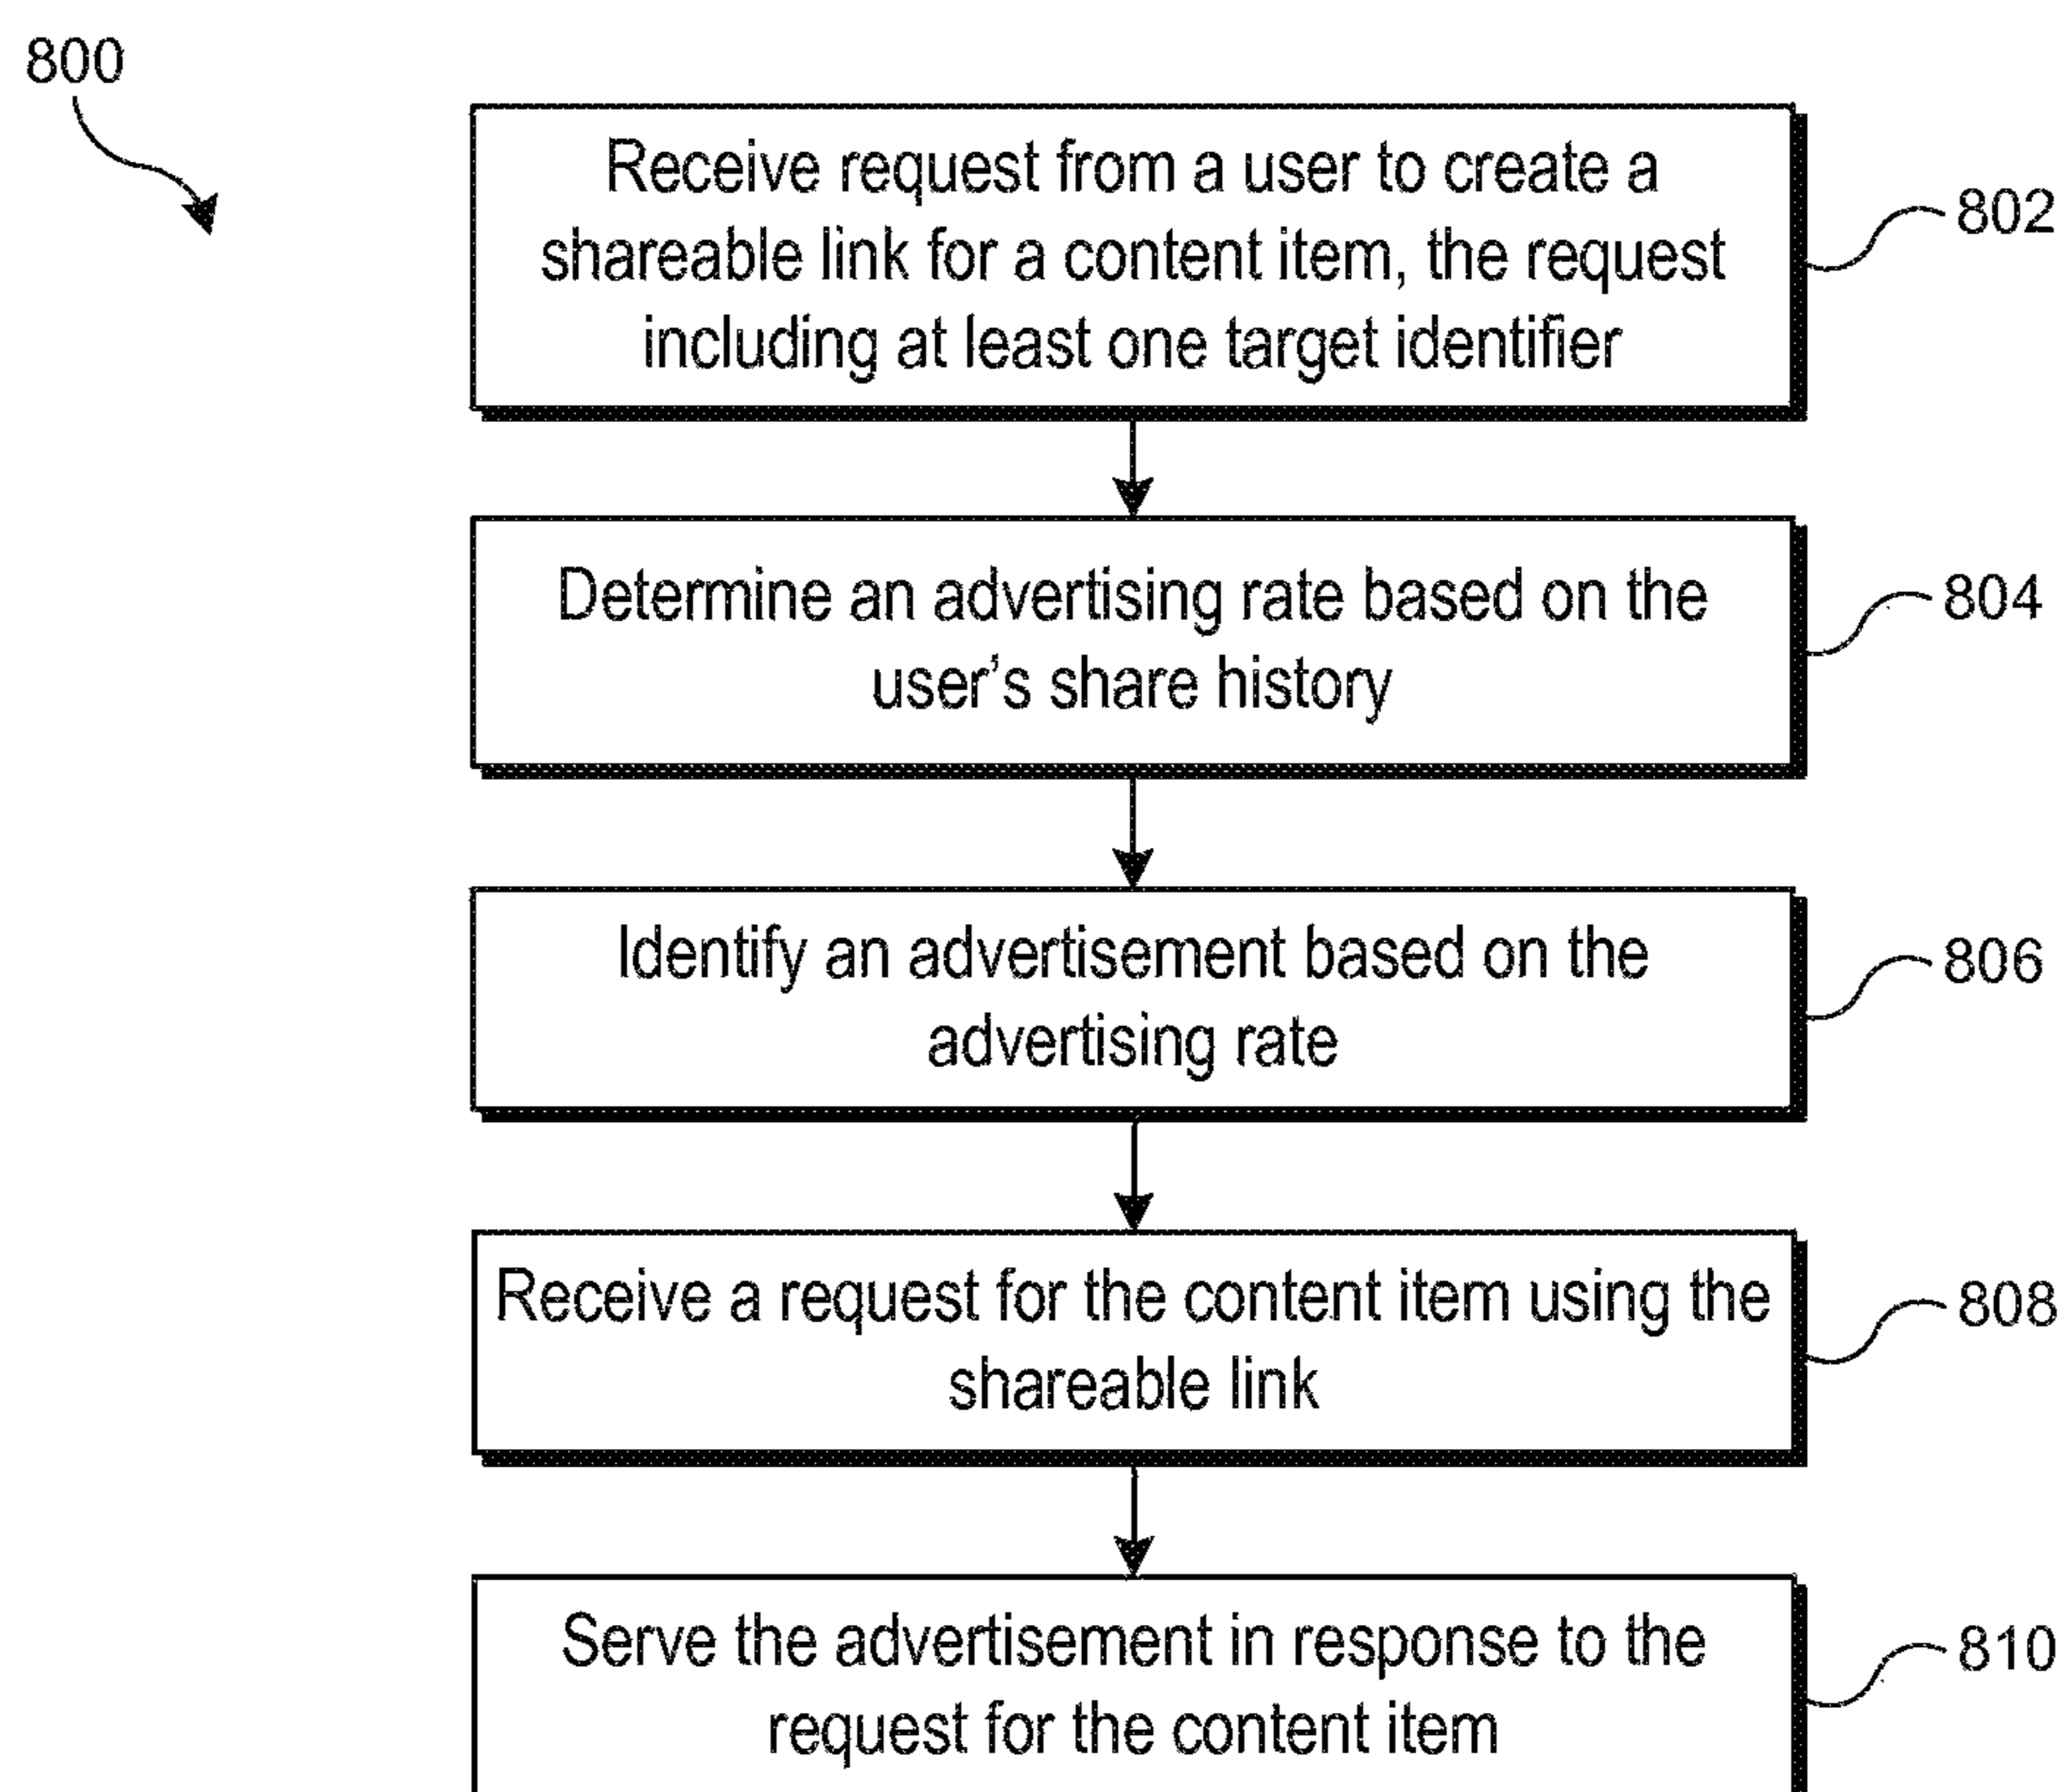 800
Receive request from a user to create a
shareable link for a content item, the request
including at least one target identifier
802
Determine an advertising rate based on the
user's share history
804
Identify an advertisement based on the
advertising rate
806
Receive a request for the content item using the
shareable link
808
Serve the advertisement in response to the
request for the content item
810